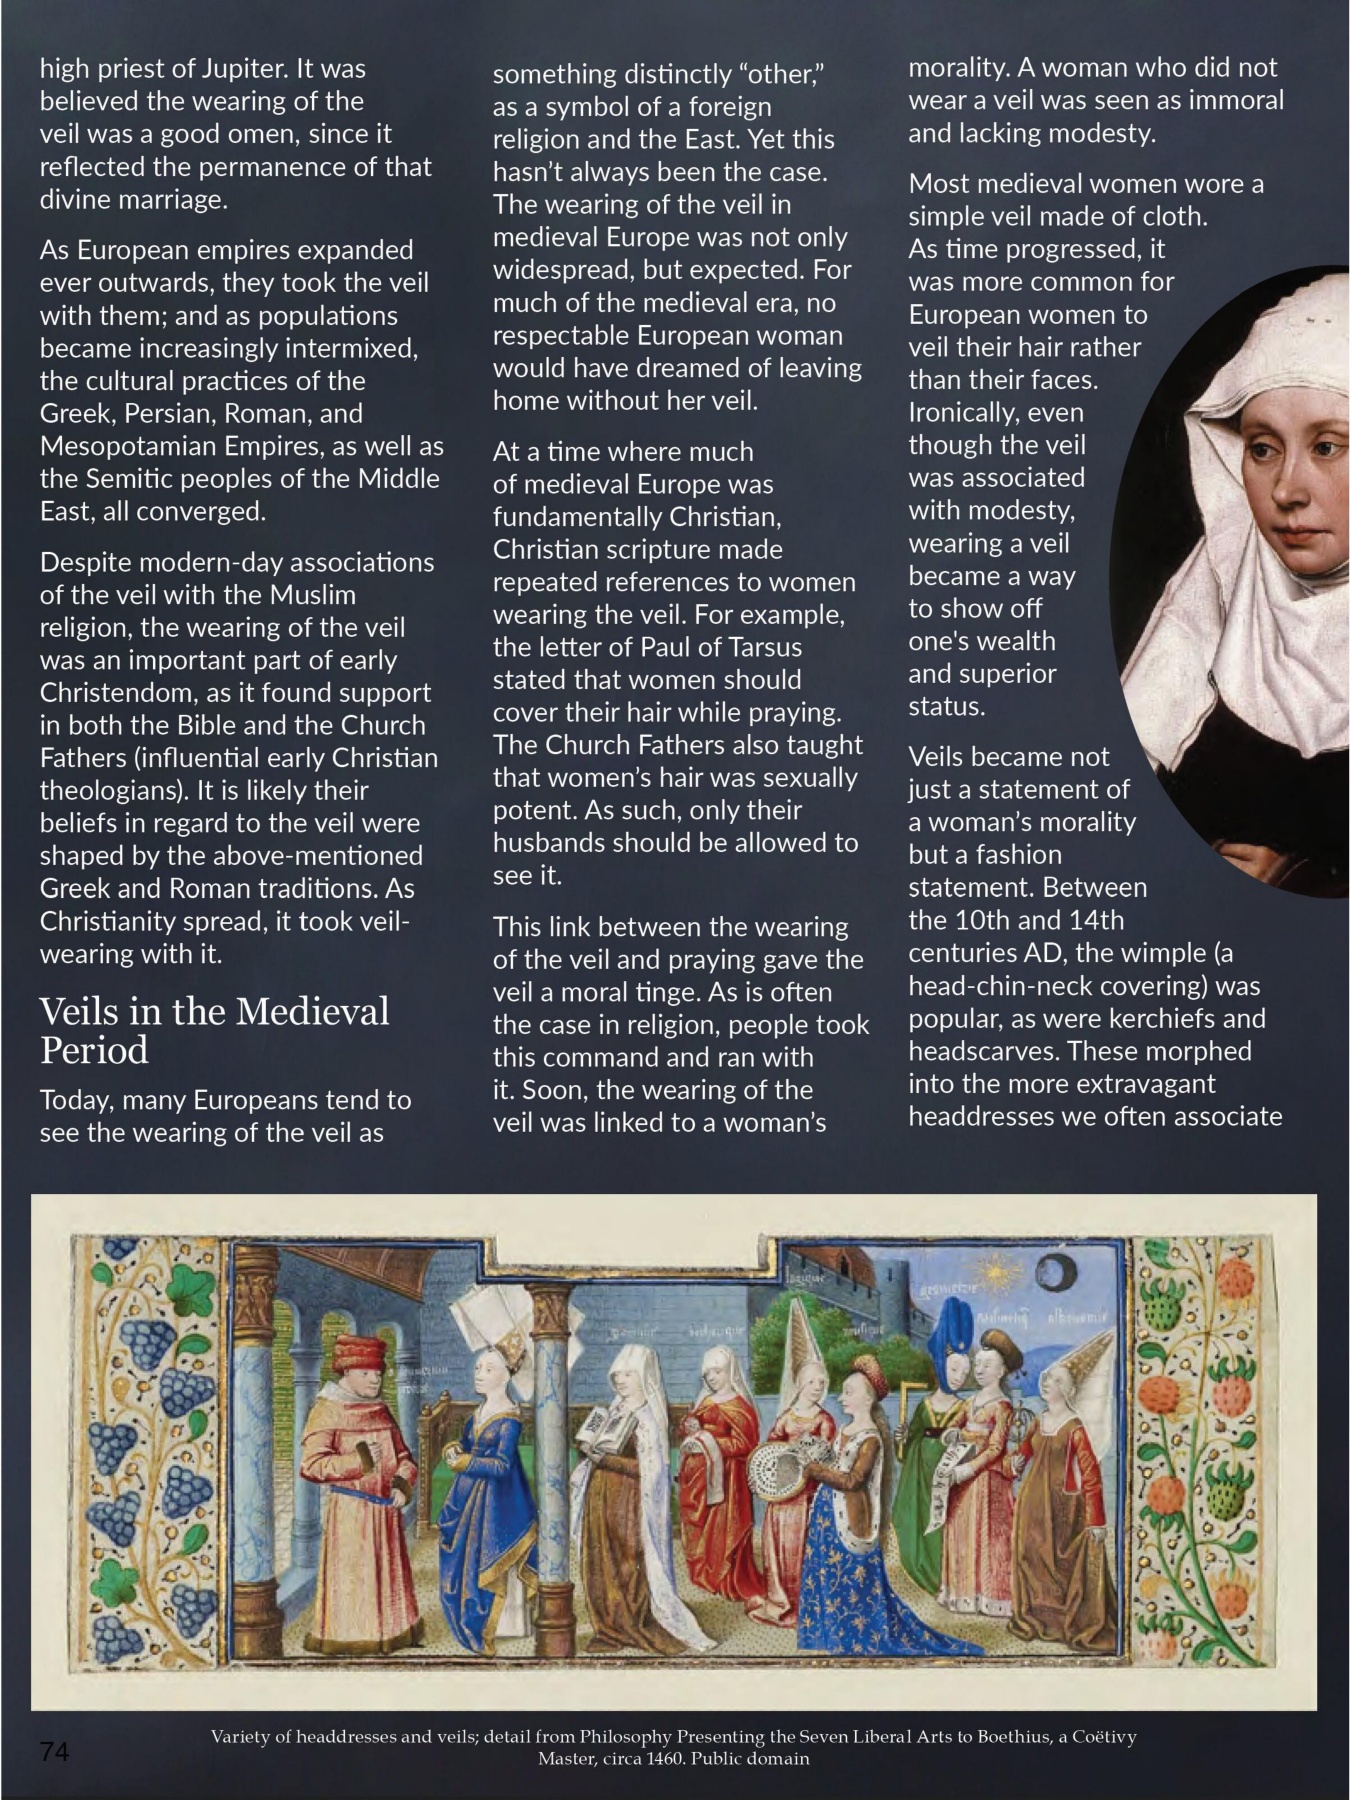 high priest of Jupiter. It was
believed the wearing of the
veil was a good omen, since it
reflected the permanence of that
divine marriage.
As European empires expanded
ever outwards, they took the veil
with them; and as populations
became increasingly intermixed,
the cultural practices of the
Greek, Persian, Roman, and
Mesopotamian Empires, as well as
the Semitic peoples of the Middle
East, all converged.
Despite modern-day associations
of the veil with the Muslim
religion, the wearing of the veil
was an important part of early
Christendom, as it found support
in both the Bible and the Church
Fathers (influential early Christian
theologians). It is likely their
beliefs in regard to the veil were
shaped by the above-mentioned
Greek and Roman traditions. As
Christianity spread, it took veil-
wearing with it.
Veils in the Medieval
Period
Today, many Europeans tend to
see the wearing of the veil as
something distinctly “other,”
as a symbol of a foreign
religion and the East. Yet this
hasn’t always been the case.
The wearing of the veil in
medieval Europe was not only
widespread, but expected. For
much of the medieval era, no
respectable European woman
would have dreamed of leaving
home without her veil.
At a time where much
of medieval Europe was
fundamentally Christian,
Christian scripture made
repeated references to women
wearing the veil. For example,
the letter of Paul of Tarsus
stated that women should
cover their hair while praying.
The Church Fathers also taught
that women’s hair was sexually
potent. As such, only their
husbands should be allowed to
see it.
This link between the wearing
of the veil and praying gave the
veil a moral tinge. As is often
the case in religion, people took
this command and ran with
it. Soon, the wearing of the
veil was linked to a woman’s
morality. A woman who did not
wear a veil was seen as immoral
and lacking modesty.
Most medieval women wore a
simple veil made of cloth.
As time progressed, it
was more common for
European women to
veil their hair rather
than their faces.
Ironically, even
though the veil
was associated
with modesty,
wearing a veil
became a way
to show off
one's wealth
and superior
status.
Veils became not
just a statement of
a woman’s morality
but a fashion
statement. Between
the 10th and 14th
centuries AD, the wimple (a
head-chin-neck covering) was
popular, as were kerchiefs and
headscarves. These morphed
into the more extravagant
headdresses we often associate
Variety of headdresses and veils; detail from Philosophy Presenting the Seven Liberal Arts to Boethius, a Coëtivy
Master, circa 1460. Public domain
74